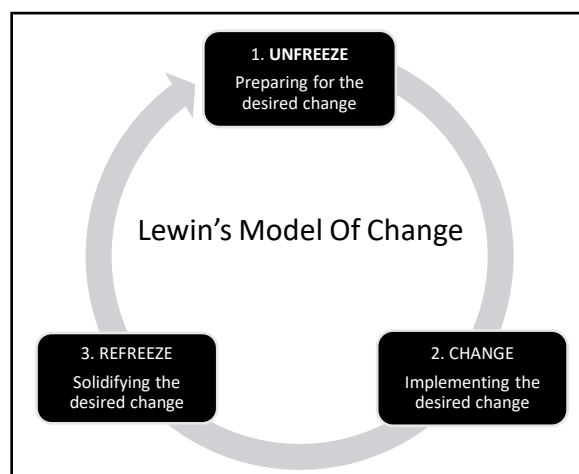 1. UNFREEZE
Preparing for the
desired change
Lewin’s Model Of Change
3. REFREEZE
Solidifying the
desired change
2. CHANGE
Implementing the
desired change